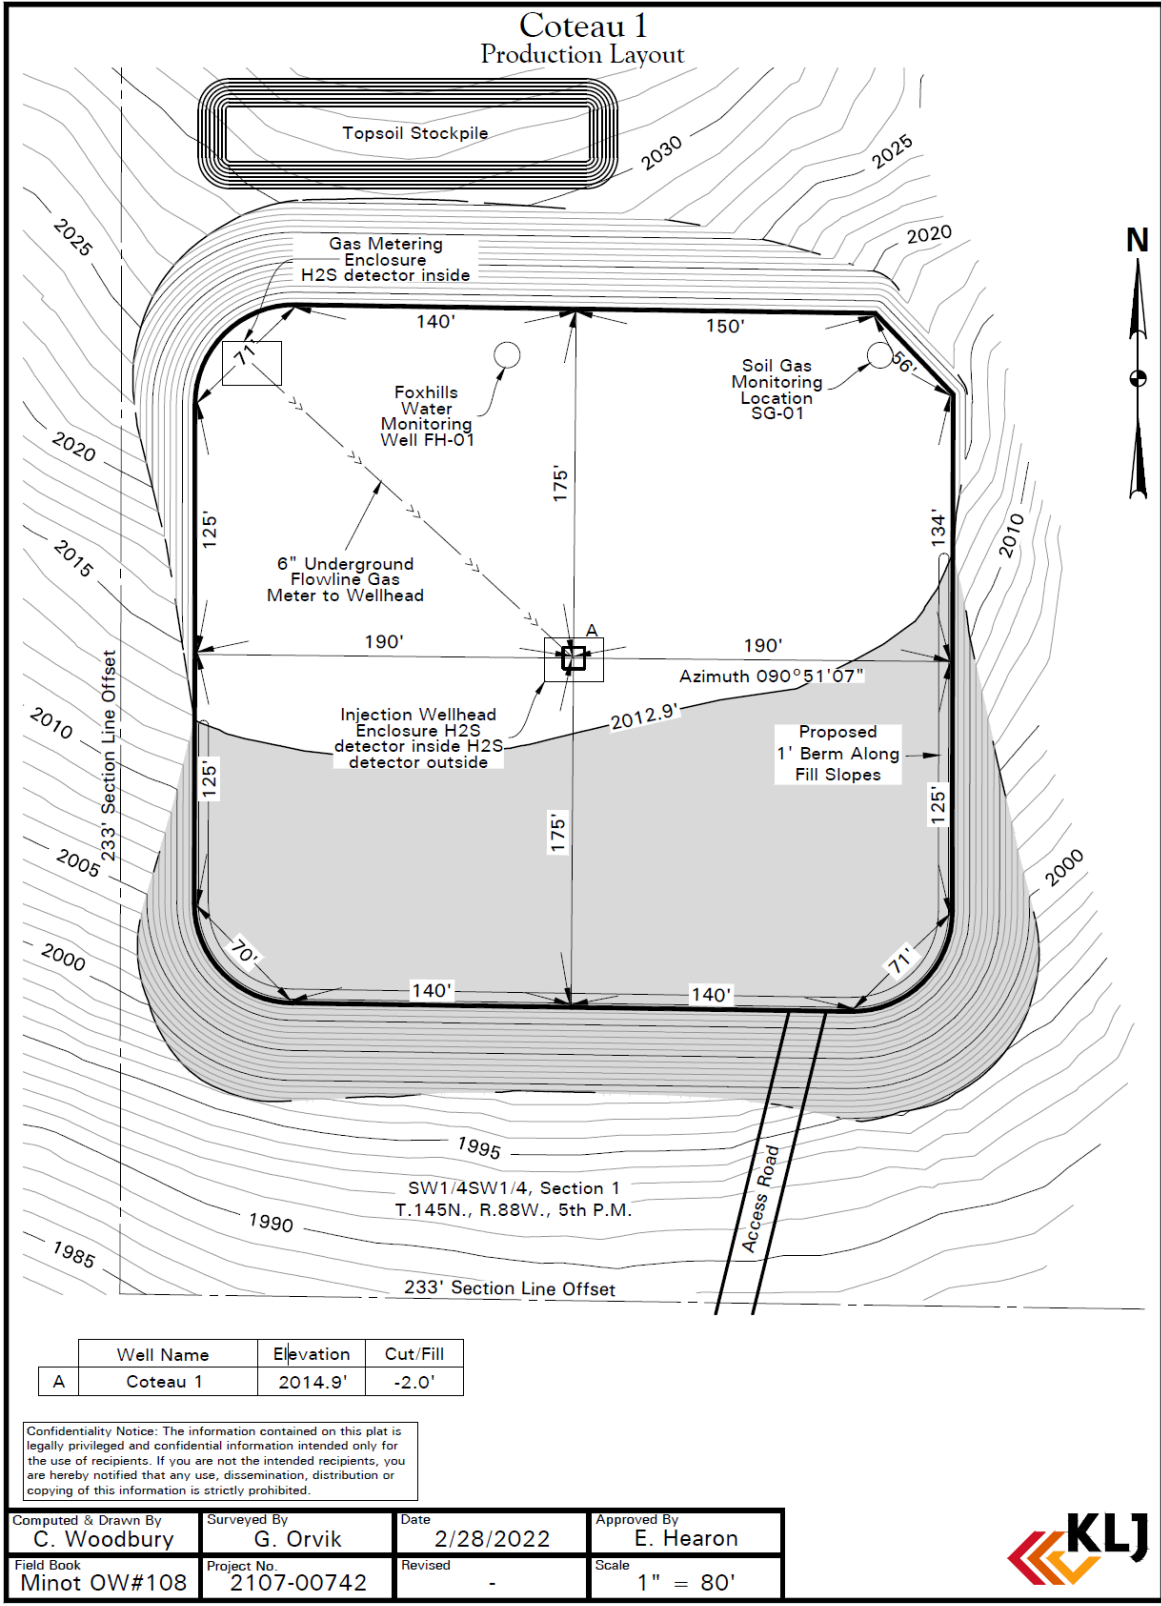 Coteau 1
Production Layout
Topsoil Stockpile
2030
2025
2025
2020
Gas Metering
Enclosure
H2S detector inside
140'
150'
71'
56'
Foxhills
Water
Monitoring
Well FH-01
Soil Gas
Monitoring
Location
SG-01
2020
175'
125'
134'
2010
2015
6" Underground
Flowline Gas
Meter to Wellhead
A
190'
190'
Azimuth 090°51'07"
233' Section Line Offset
2010
Injection Wellhead
Enclosure H2S
detector inside H2S
detector outside
2012.9'
Proposed
1' Berm Along
Fill Slopes
125'
175'
125'
2005
2000
2000
70'
71'
140'
140'
1995
SW1/4SW1/4, Section 1
T.145N., R.88W., 5th P.M.
Access Road
1990
1985
233' Section Line Offset
Well Name Elevation Cut/Fill
A Coteau 1 2014.9' -2.0'
Confidentiality Notice: The information contained on this plat is
legally privileged and confidential information intended only for
the use of recipients. If you are not the intended recipients, you
are hereby notified that any use, dissemination, distribution or
copying of this information is strictly prohibited.
Computed & Drawn By
C. Woodbury
Surveyed By
G. Orvik
Date
2/28/2022
Approved By
E. Hearon
Field Book
Minot OW#108
Project No.
2107-00742
Revised
-
Scale
1" = 80'
N
KLJ